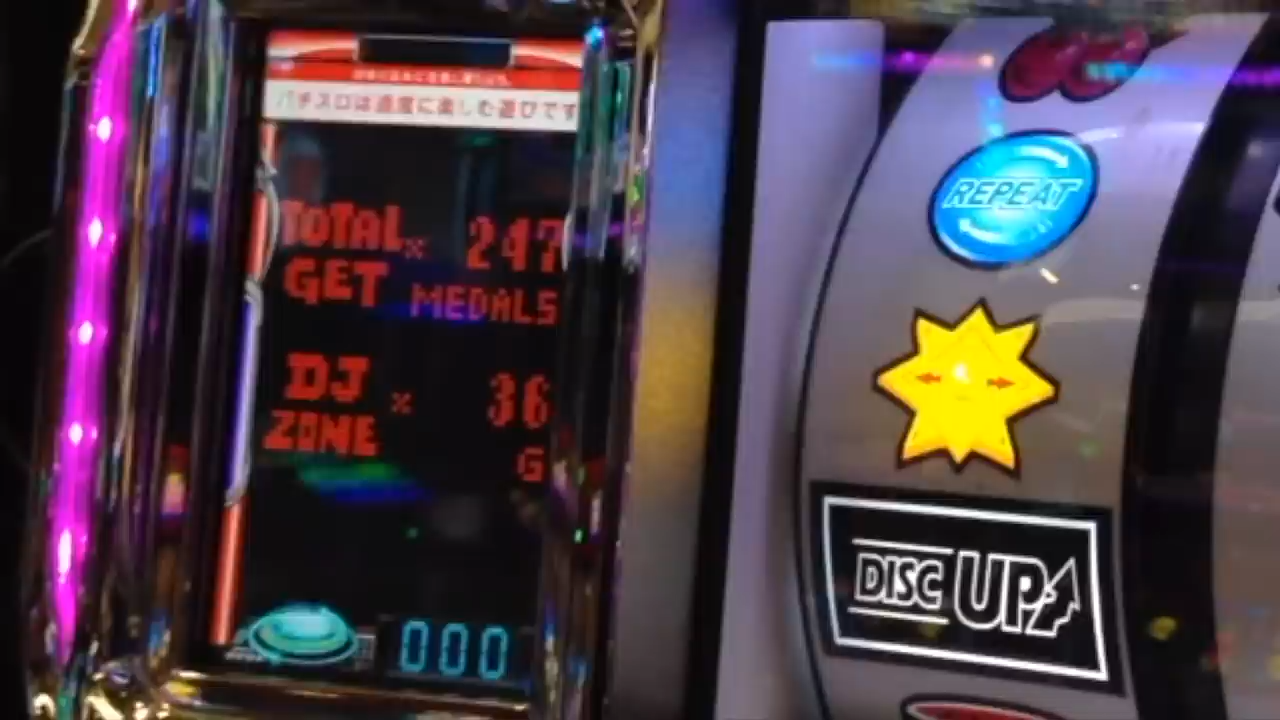 パチスロは適度に楽しむ遊びです
TOTAL × 247
GET MEDALS
DJ × 36
ZONE G
000
REPEAT
DISC UP